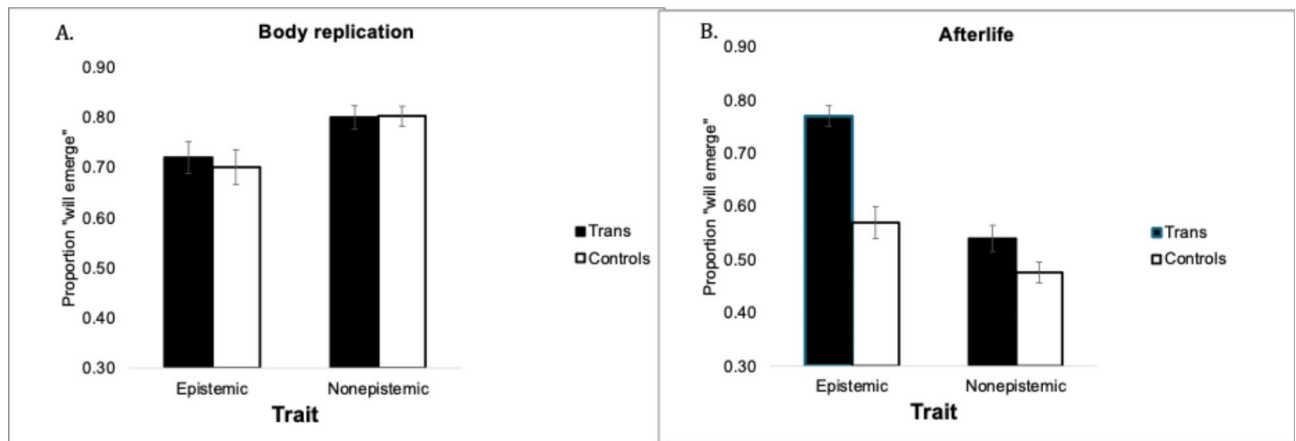 A.
Body replication
Proportion "will emerge"
0.90
0.80
0.70
0.60
0.50
0.40
0.30
Epistemic
Nonepistemic
Trait
Trans
Controls
B.
Afterlife
Proportion "will emerge"
0.90
0.80
0.70
0.60
0.50
0.40
0.30
Epistemic
Nonepistemic
Trait
Trans
Controls